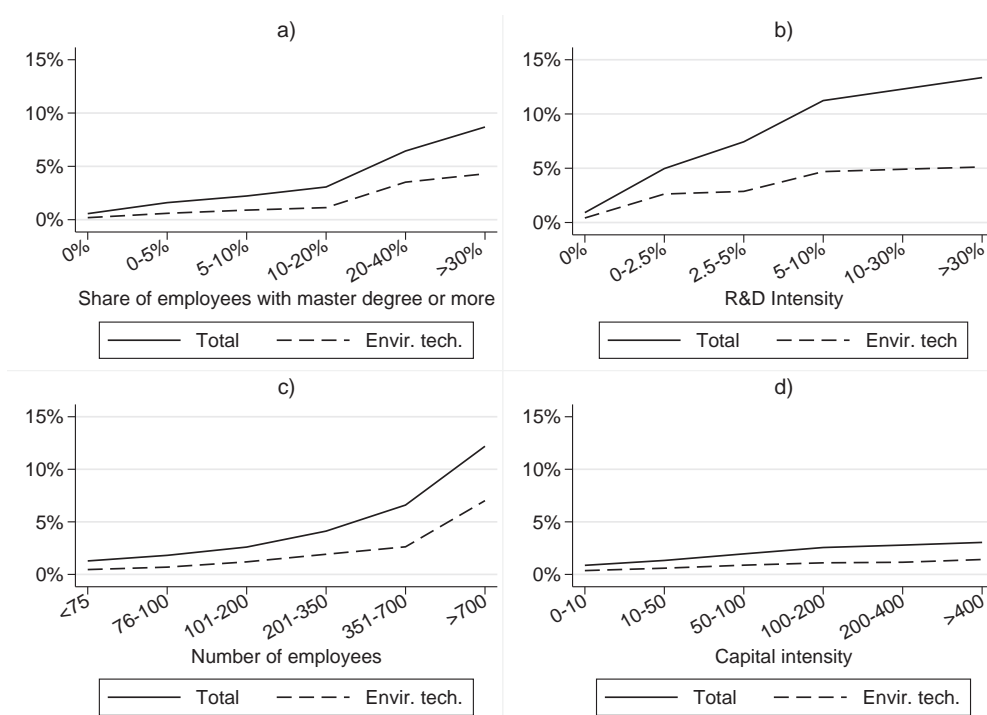 a)
15%
10%
5%
0%
0%
0-5%
5-10%
10-20%
20-40%
>30%
Share of employees with master degree or more
Total
Envir. tech.
b)
15%
10%
5%
0%
0%
0-2.5%
2.5-5%
5-10%
10-30%
>30%
R&D Intensity
Total
Envir. tech
c)
15%
10%
5%
0%
<75
76-100
101-200
201-350
351-700
>700
Number of employees
Total
Envir. tech.
d)
15%
10%
5%
0%
0-10
10-50
50-100
100-200
200-400
>400
Capital intensity
Total
Envir. tech.